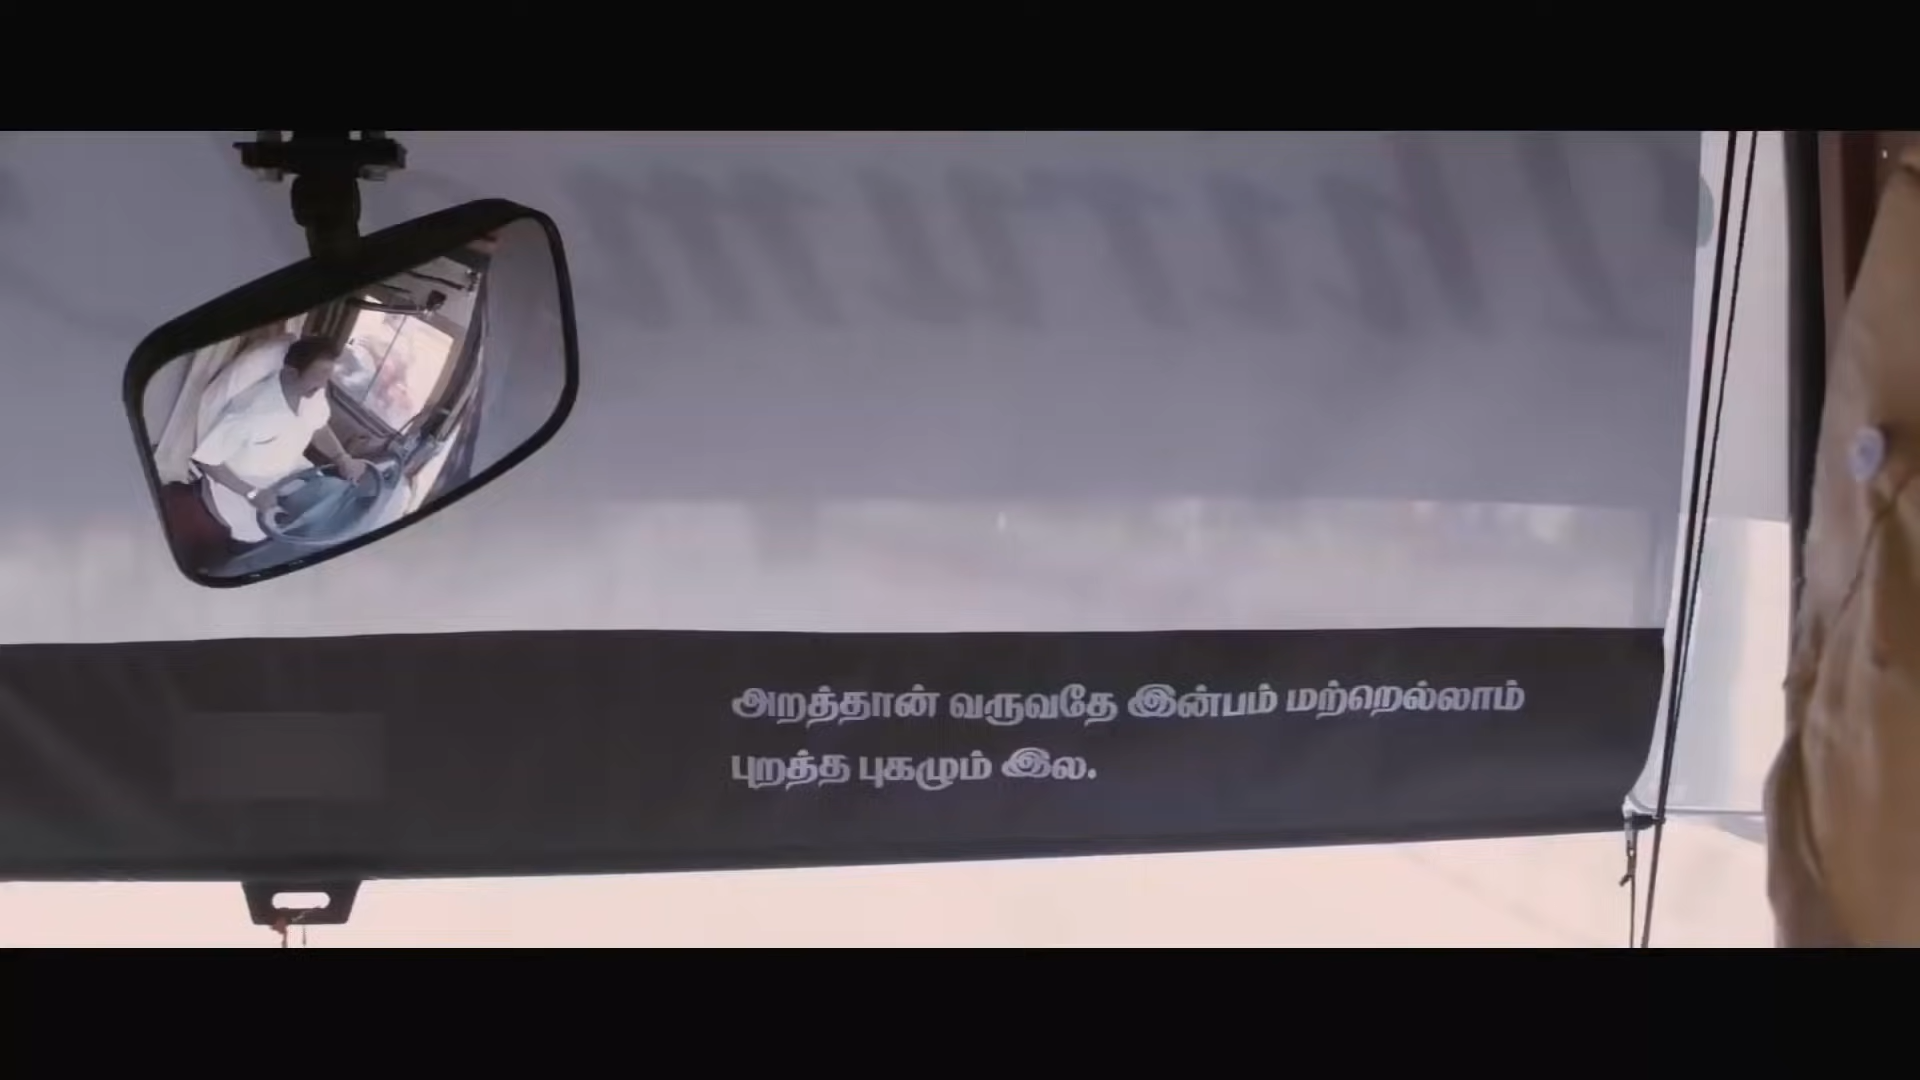 அறத்தான் வருவதே இன்பம் மற்றெல்லாம்
புறத்த புகழும் இல.